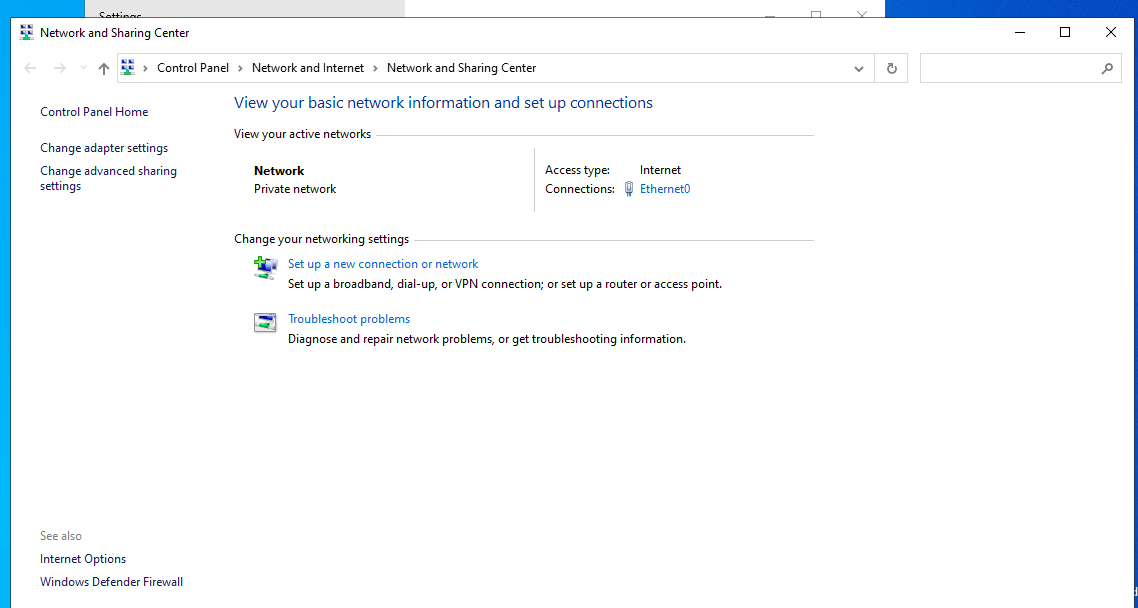 Settings
Network and Sharing Center
Control Panel > Network and Internet > Network and Sharing Center
Control Panel Home
Change adapter settings
Change advanced sharing
settings
View your basic network information and set up connections
View your active networks
Network
Private network
Access type: Internet
Connections: Ethernet0
Change your networking settings
Set up a new connection or network
Set up a broadband, dial-up, or VPN connection; or set up a router or access point.
Troubleshoot problems
Diagnose and repair network problems, or get troubleshooting information.
See also
Internet Options
Windows Defender Firewall